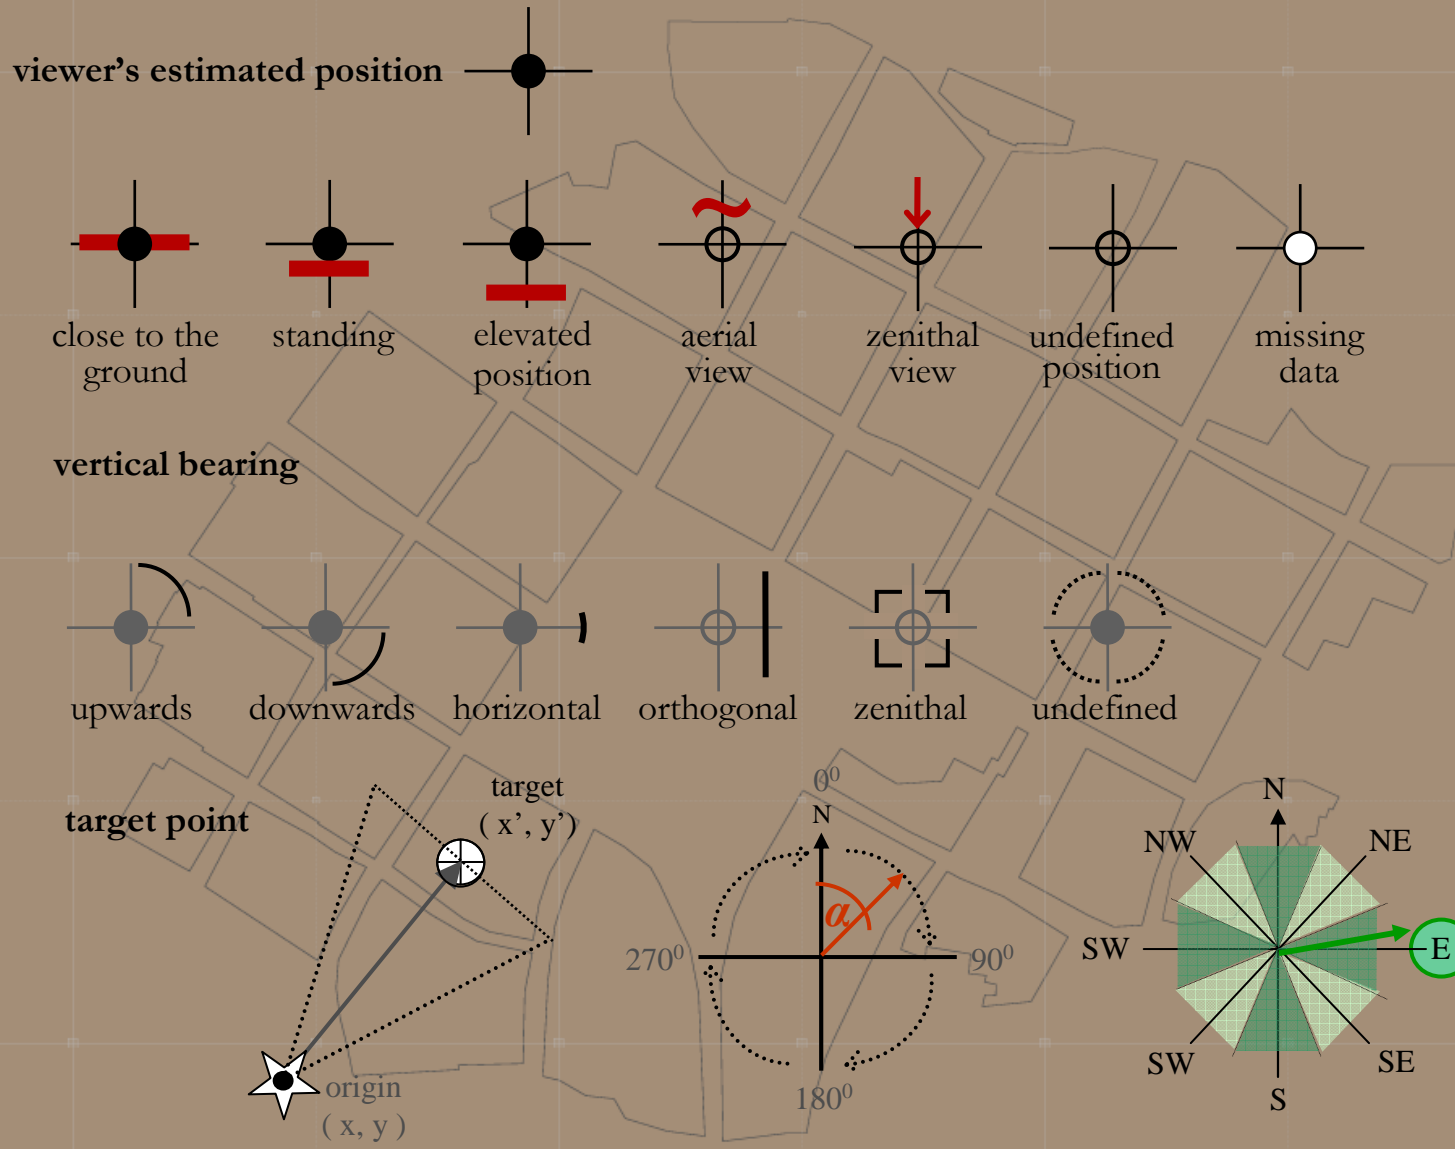 viewer's estimated position
close to the
ground
standing
elevated
position
aerial
view
zenithal
view
undefined
position
missing
data
vertical bearing
upwards
downwards
horizontal
orthogonal
zenithal
undefined
target point
target
( x', y')
origin
( x, y )
0⁰
N
α
270⁰
90⁰
180⁰
N
NW
NE
SW
E
SW
SE
S